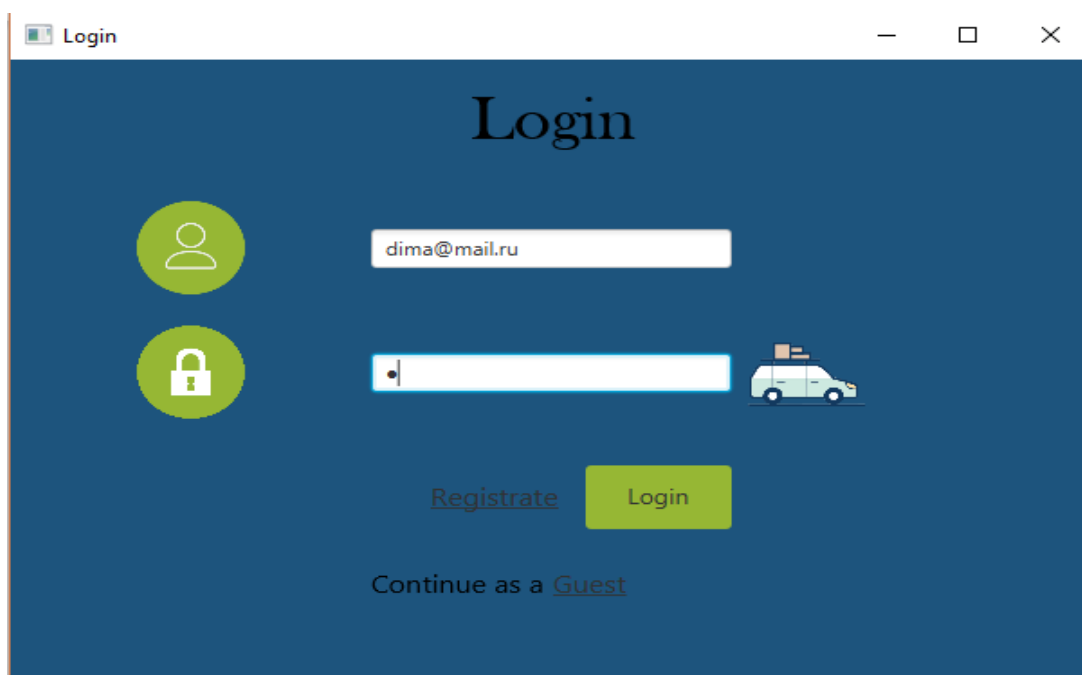 Login
Login
dima@mail.ru
•
Registrate Login
Continue as a Guest